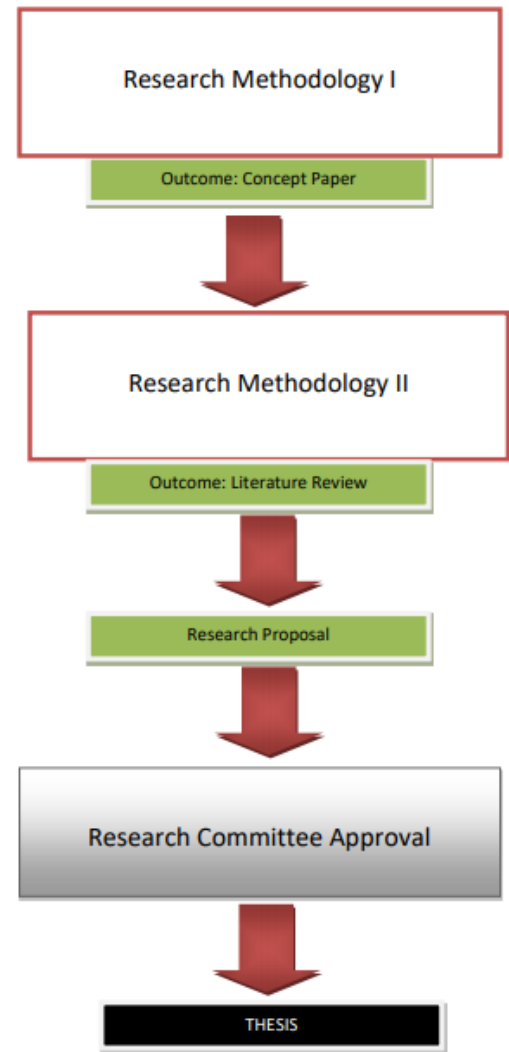 Research Methodology I
Outcome: Concept Paper
Research Methodology II
Outcome: Literature Review
Research Proposal
Research Committee Approval
THESIS